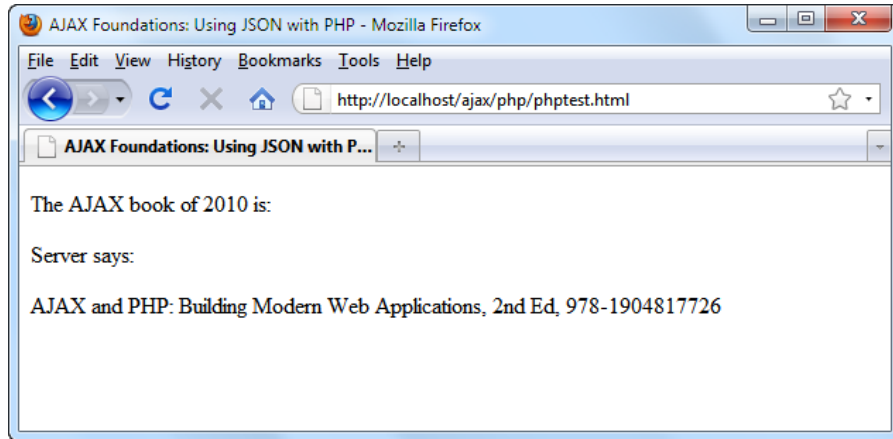 AJAX Foundations: Using JSON with PHP - Mozilla Firefox
File Edit View History Bookmarks Tools Help
http://localhost/ajax/php/phptest.html
AJAX Foundations: Using JSON with P...
The AJAX book of 2010 is:
Server says:
AJAX and PHP: Building Modern Web Applications, 2nd Ed, 978-1904817726